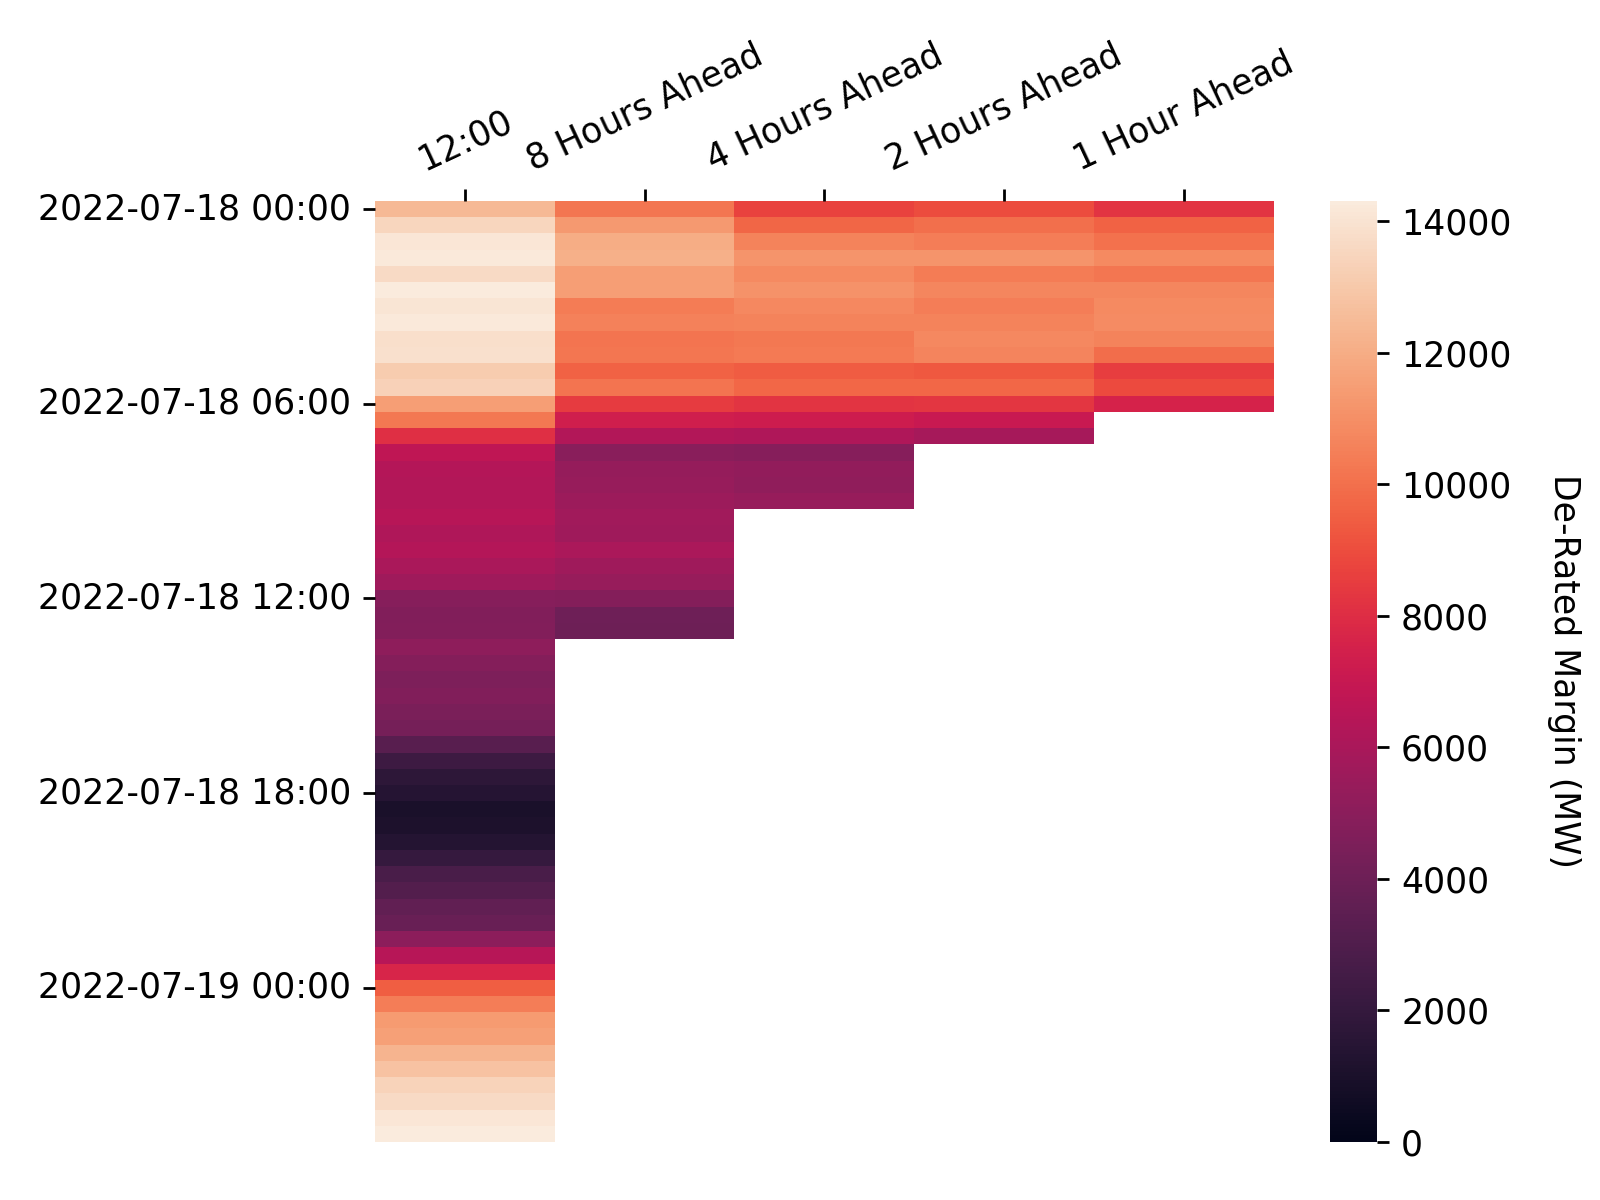 12:00
8 Hours Ahead
4 Hours Ahead
2 Hours Ahead
1 Hour Ahead
2022-07-18 00:00
2022-07-18 06:00
2022-07-18 12:00
2022-07-18 18:00
2022-07-19 00:00
14000
12000
10000
8000
6000
4000
2000
0
De-Rated Margin (MW)